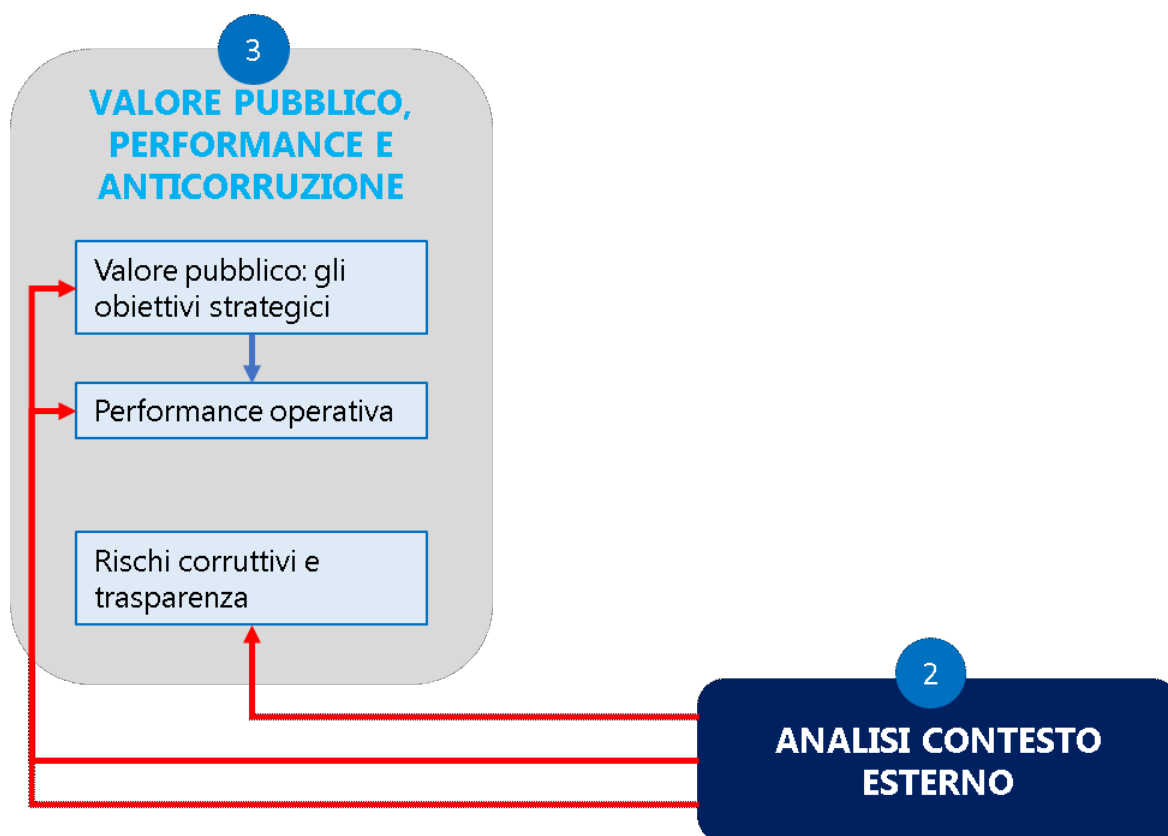 3
VALORE PUBBLICO,
PERFORMANCE E
ANTICORRUZIONE
Valore pubblico: gli
obiettivi strategici
Performance operativa
Rischi corruttivi e
trasparenza
2
ANALISI CONTESTO
ESTERNO